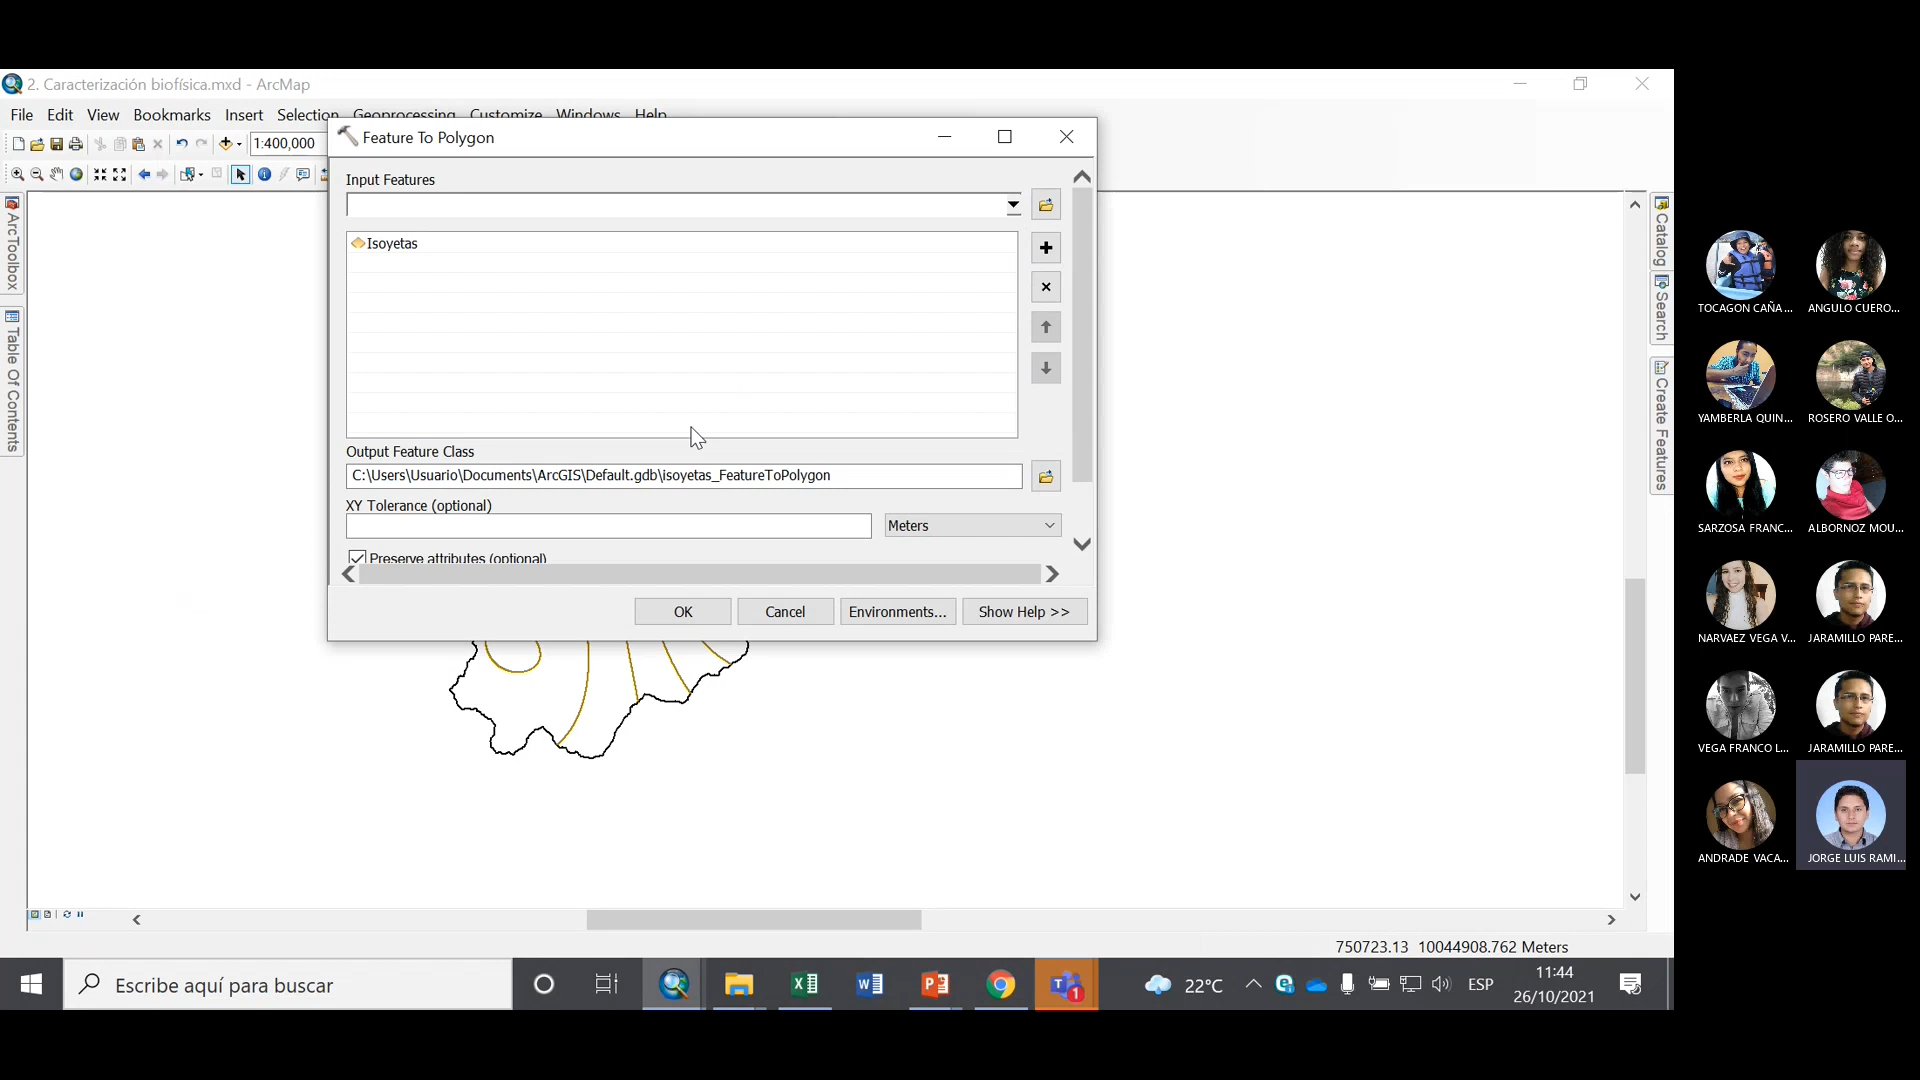 2. Caracterización biofísica.mxd - ArcMap
File Edit View Bookmarks Insert Selection Geoprocessing Customize Windows Help
1:400,000
Feature To Polygon
Input Features
Isoyetas
Output Feature Class
C:\Users\Usuario\Documents\ArcGIS\Default.gdb\isoyetas_FeatureToPolygon
XY Tolerance (optional)
Meters
Preserve attributes (optional)
OK Cancel Environments... Show Help >>
ArcToolbox
Table Of Contents
Catalog
Search
Create Features
750723.13 10044908.762 Meters
Escribe aquí para buscar
1
22°C
ESP
11:44
26/10/2021
TOCAGON CAÑA... ANGULO CUERO...
YAMBERLA QUIN... ROSERO VALLE O...
SARZOSA FRANC... ALBORNOZ MOU...
NARVAEZ VEGA V... JARAMILLO PARE...
VEGA FRANCO L... JARAMILLO PARE...
ANDRADE VACA... JORGE LUIS RAMI...